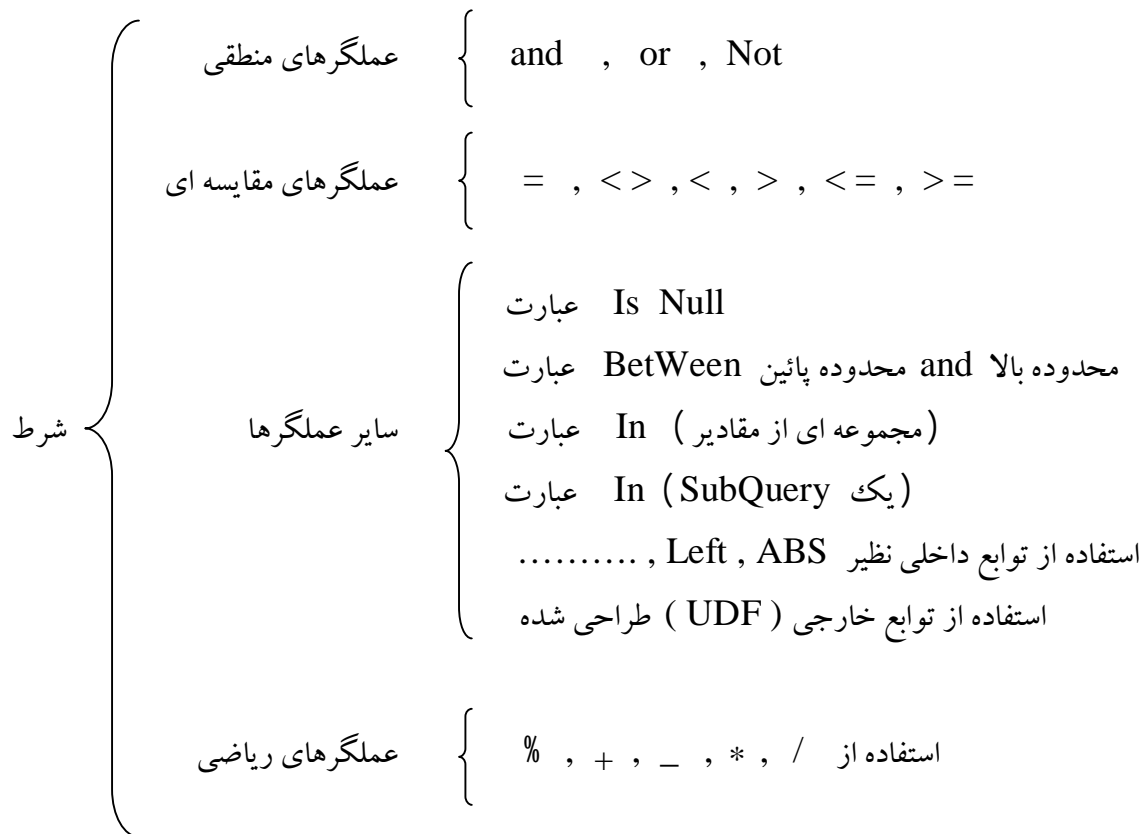 عملگرهای منطقی and , or , Not
عملگرهای مقایسه ای = , < > , < , > , < = , > =
عبارت Is Null
عبارت BetWeen محدوده پائین and محدوده بالا
شرط
سایر عملگرها
عبارت In ( مجموعه ای از مقادیر)
عبارت In ( SubQuery یک)
استفاده از توابع داخلی نظیر Left , ABS , ...........
استفاده از توابع خارجی ( UDF ) طراحی شده
عملگرهای ریاضی استفاده از % , + , _ , * , /